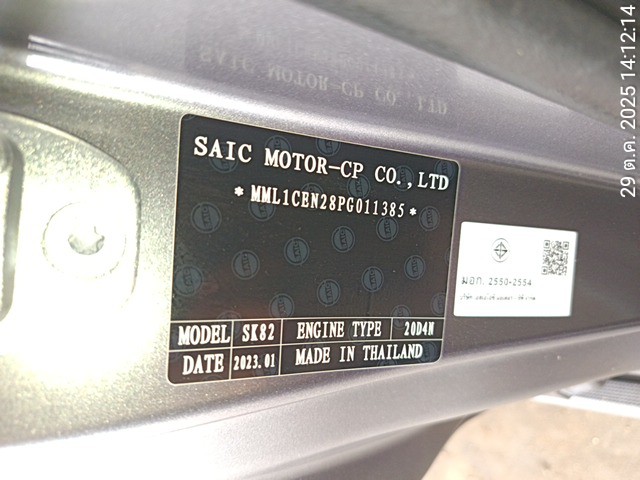 SAIC MOTOR-CP CO.,LTD
*MML1CEN28PG011385*
MODEL SK82 ENGINE TYPE 20D4N
DATE 2023.01 MADE IN THAILAND
มอก. 2550-2554
29 ต.ค. 2025 14:12:14